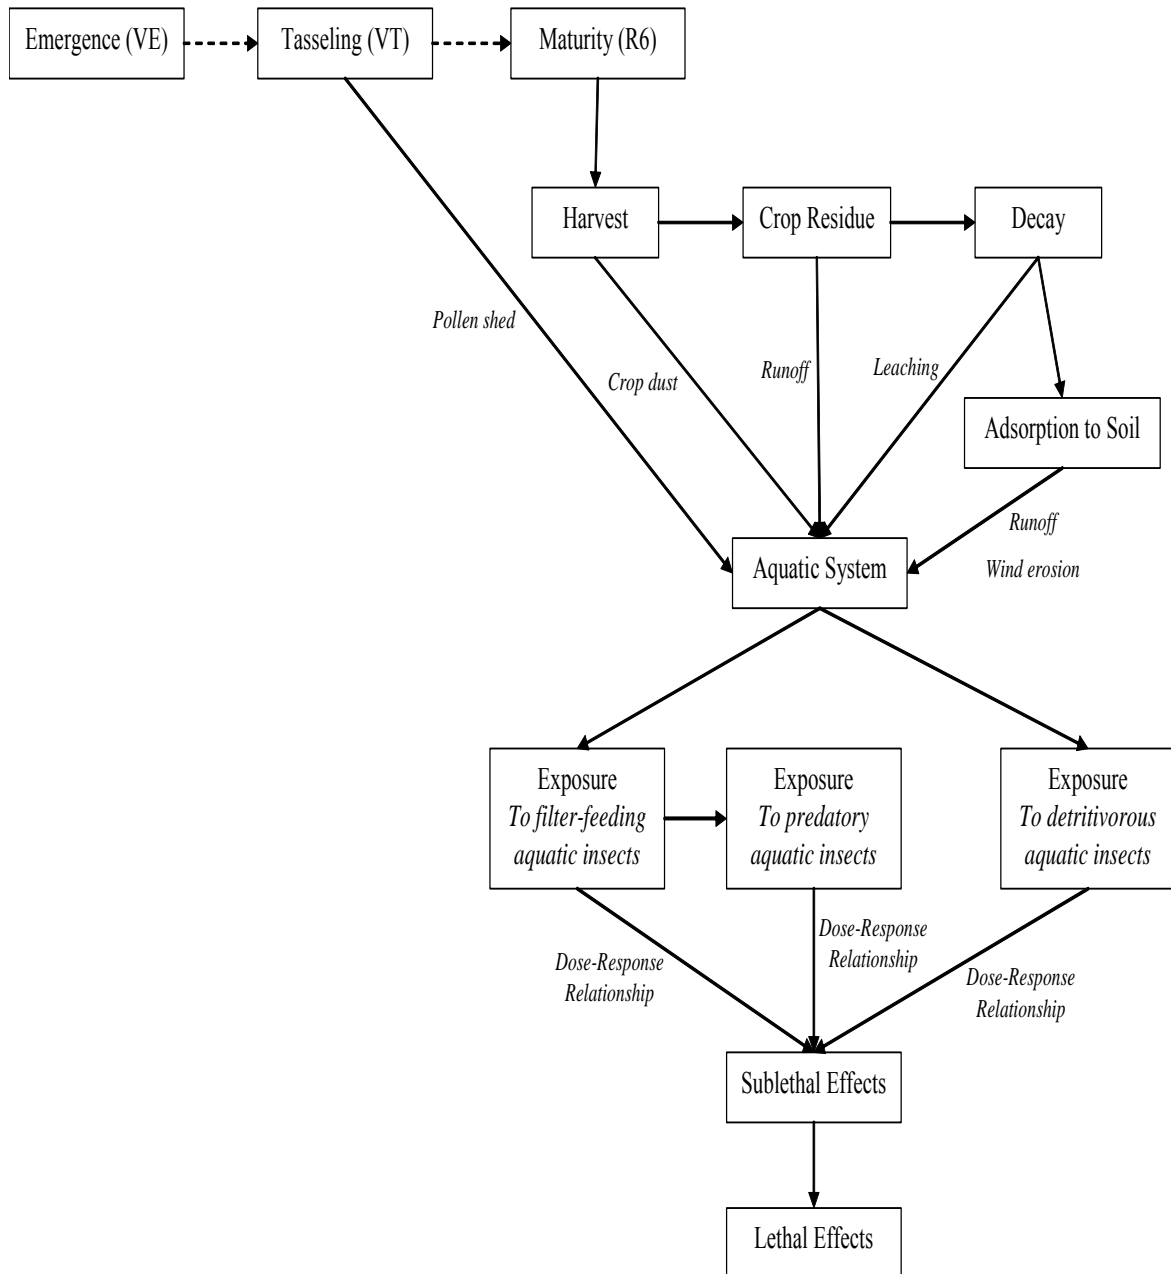 Emergence (VE)
Tasseling (VT)
Maturity (R6)
Harvest
Crop Residue
Decay
Pollen shed
Crop dust
Runoff
Leaching
Adsorption to Soil
Runoff
Wind erosion
Aquatic System
Exposure
To filter-feeding
aquatic insects
Exposure
To predatory
aquatic insects
Exposure
To detritivorous
aquatic insects
Dose-Response
Relationship
Dose-Response
Relationship
Dose-Response
Relationship
Sublethal Effects
Lethal Effects